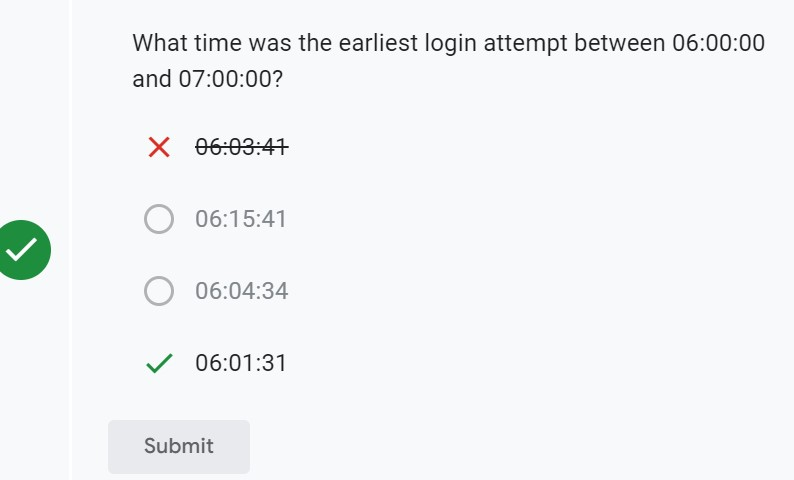 What time was the earliest login attempt between 06:00:00
and 07:00:00?
06:03:41
06:15:41
06:04:34
06:01:31
Submit